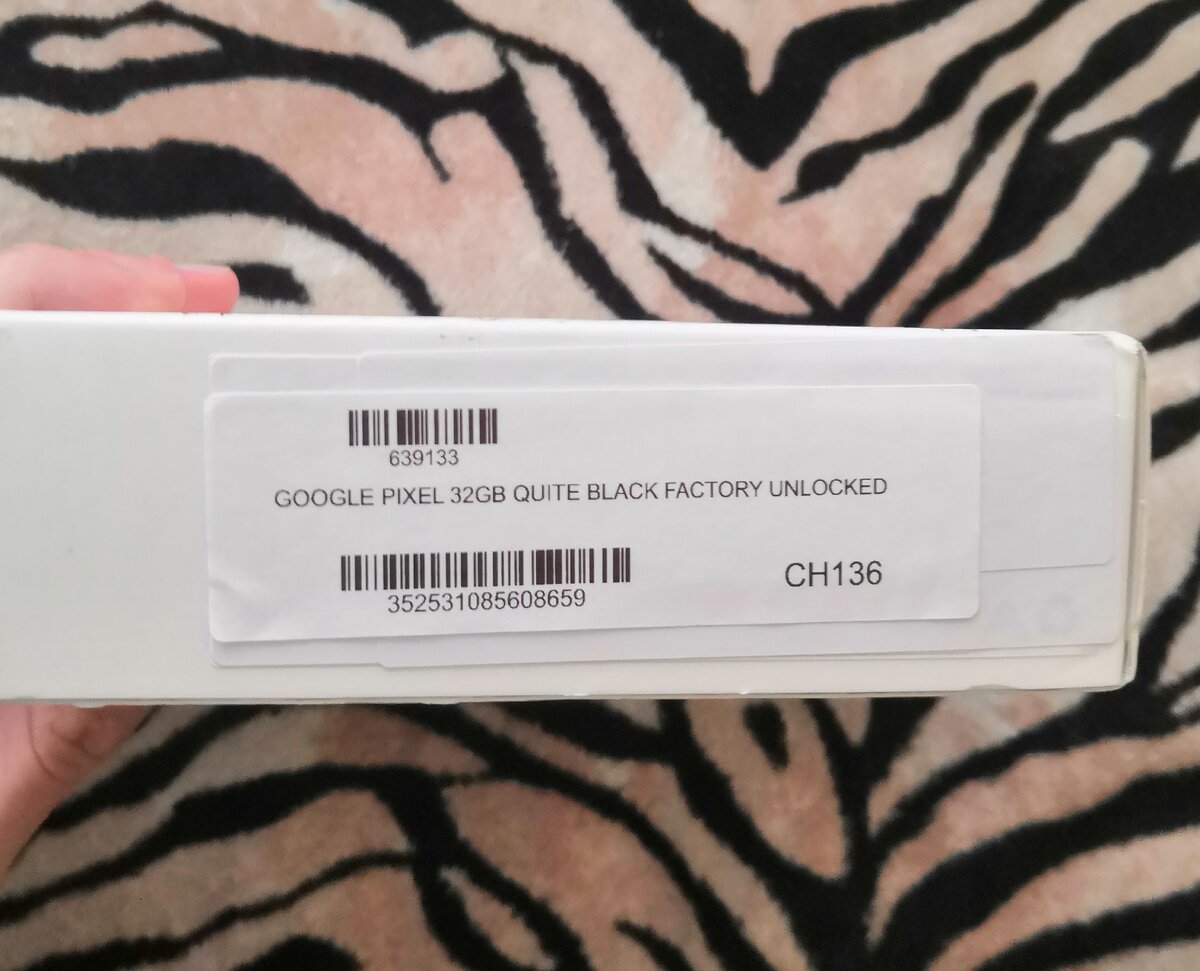 639133
GOOGLE PIXEL 32GB QUITE BLACK FACTORY UNLOCKED
352531085608659
CH136